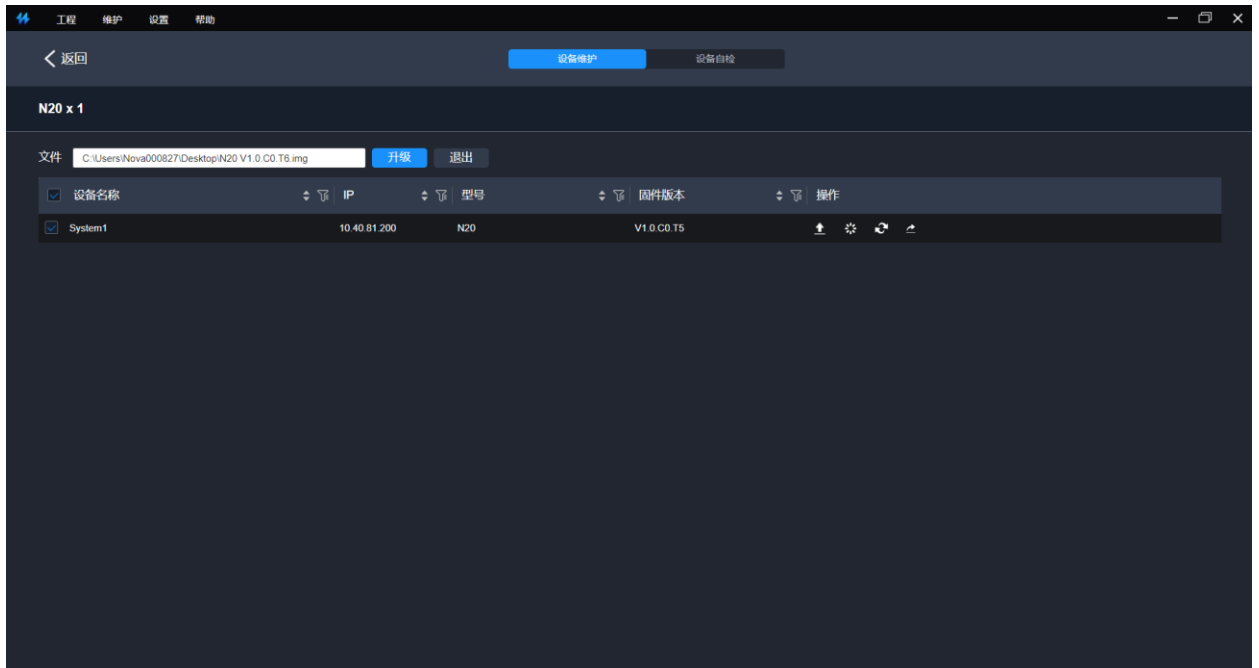 工程 维护 设置 帮助
返回 设备维护 设备自检
N20 x 1
文件 C:\Users\Nova000827\Desktop\N20 V1.0.C0.T6.img 升级 退出
设备名称 IP 型号 固件版本 操作
System1 10.40.81.200 N20 V1.0.C0.T5